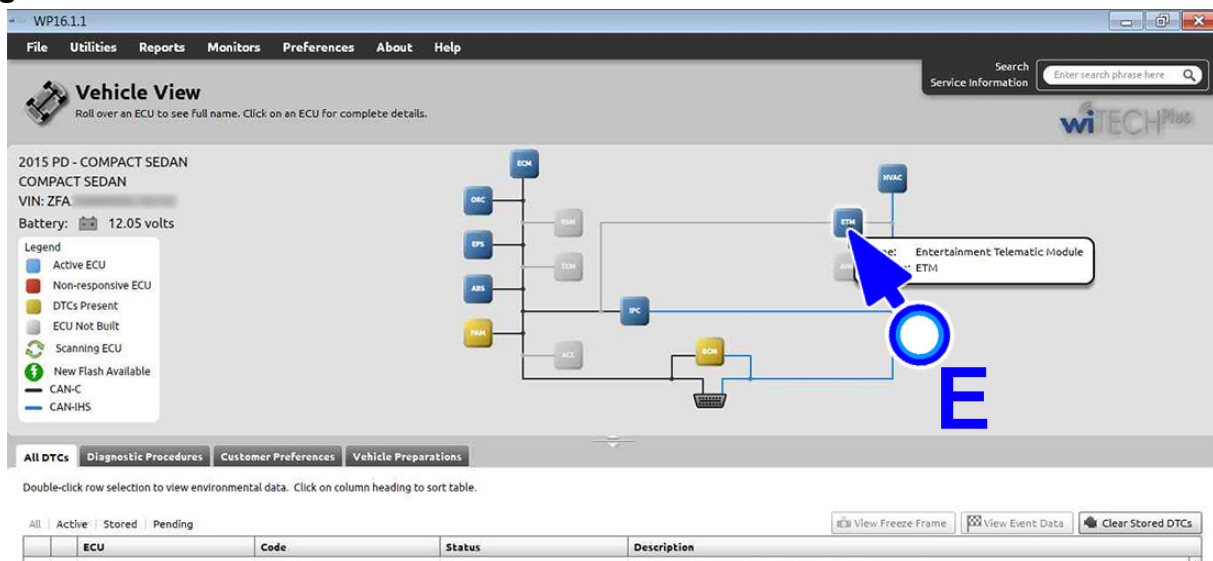 WP16.1.1
File Utilities Reports Monitors Preferences About Help
Vehicle View
Roll over an ECU to see full name. Click on an ECU for complete details.
Search
Service Information
Enter search phrase here
wiTECH Plus
2015 PD - COMPACT SEDAN
COMPACT SEDAN
VIN: ZFA
Battery: 12.05 volts
Legend
Active ECU
Non-responsive ECU
DTCs Present
ECU Not Built
Scanning ECU
New Flash Available
CAN-C
CAN-IHS
ECM
HVAC
ORC
ETM
EPS
Entertainment Telematic Module
TCM
ETM
ABS
IPC
PAM
BCM
E
All DTCs Diagnostic Procedures Customer Preferences Vehicle Preparations
Double-click row selection to view environmental data. Click on column heading to sort table.
All Active Stored Pending
View Freeze Frame View Event Data Clear Stored DTCs
ECU Code Status Description